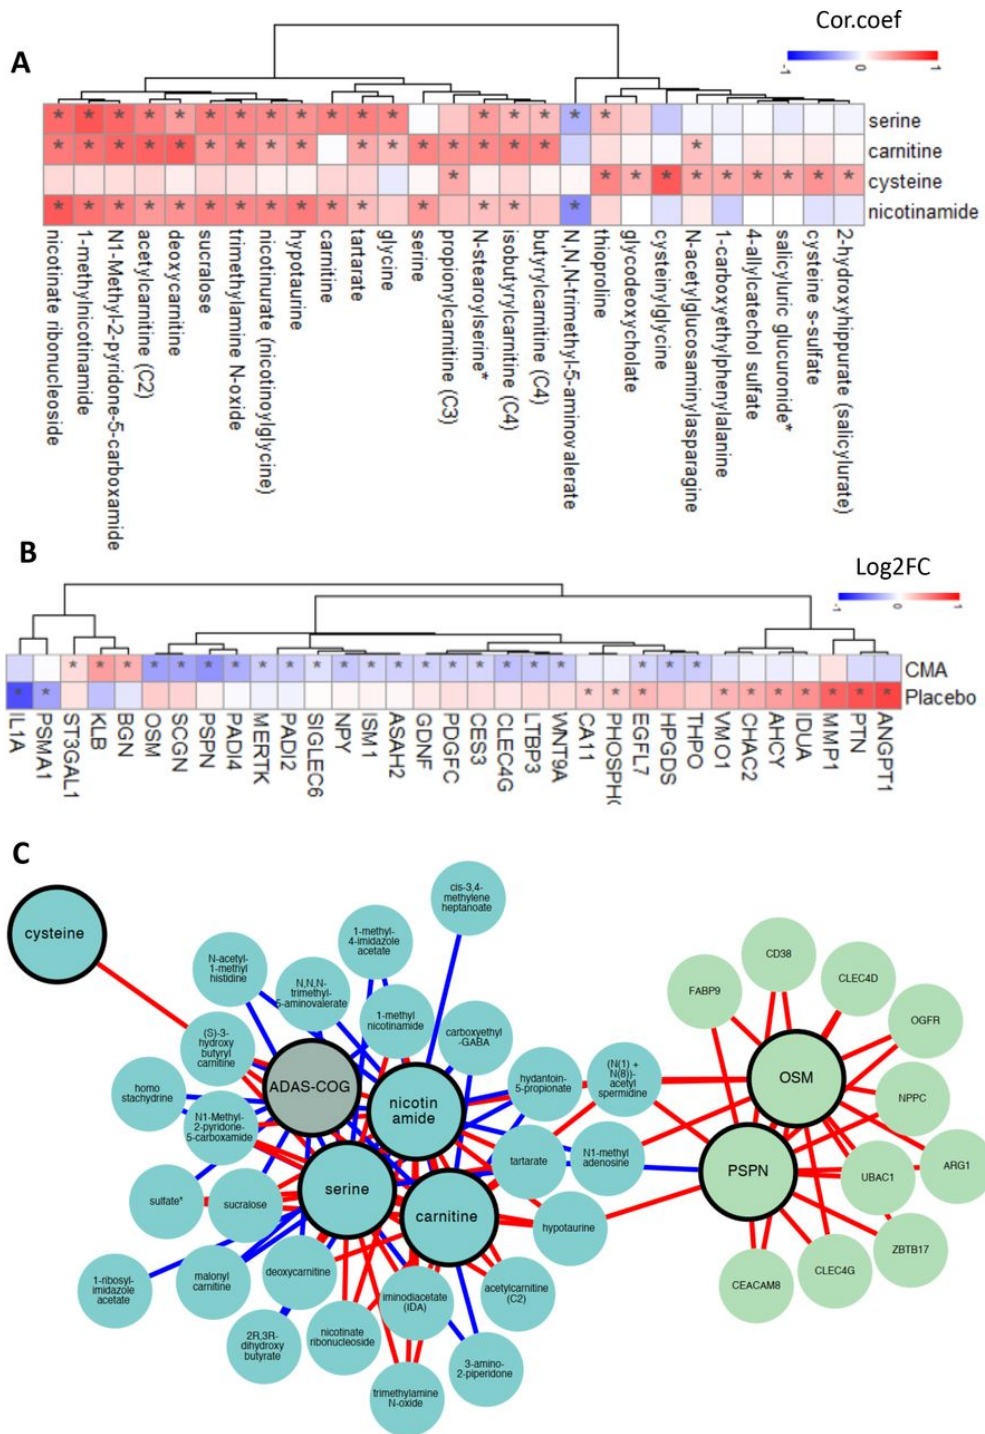 Cor.coef
A
-1
0
1
serine
carnitine
cysteine
nicotinamide
nicotinate ribonucleoside
1-methylnicotinamide
N1-Methyl-2-pyridone-5-carboxamide
acetylcarnitine (C2)
deoxycarnitine
sucralose
trimethylamine N-oxide
nicotinurate (nicotinoylglycine)
hypotaurine
carnitine
tartarate
glycine
serine
propionylcarnitine (C3)
N-stearoylserine*
isobutyrylcarnitine (C4)
butyrylcarnitine (C4)
N,N,N-trimethyl-5-aminovalerate
thioproline
glycodeoxycholate
cysteinylglycine
N-acetylglucosaminylasparagine
1-carboxyethylphenylalanine
4-allylcatechol sulfate
salicyluric glucuronide*
cysteine s-sulfate
2-hydroxyhippurate (salicylurate)
B
Log2FC
-1
0
1
CMA
Placebo
IL1A
PSMA1
ST3GAL1
KLB
BGN
OSM
SCGN
PSPN
PADI4
MERTK
PADI2
SIGLEC6
NPY
ISM1
ASAH2
GDNF
PDGFC
CES3
CLEC4G
LTBP3
WNT9A
CA11
PHOSPH(
EGFL7
HPGDS
THPO
VMO1
CHAC2
AHCY
IDUA
MMP1
PTN
ANGPT1
C
cysteine
cis-3,4-
methylene
heptanoate
1-methyl-
4-imidazole
acetate
N-acetyl-
1-methyl
histidine
N,N,N-
trimethyl-
5-aminovalerate
1-methyl
nicotinamide
carboxyethyl
-GABA
(S)-3-
hydroxy
butyryl
carnitine
ADAS-COG
nicotin
amide
hydantoin-
5-propionate
(N(1) +
N(8))-
acetyl
spermidine
homo
stachydrine
N1-Methyl-
2-pyridone-
5-carboxamide
serine
carnitine
tartarate
N1-methyl
adenosine
sulfate*
sucralose
hypotaurine
1-ribosyl-
imidazole
acetate
malonyl
carnitine
deoxycarnitine
iminodiacetate
(IDA)
acetylcarnitine
(C2)
2R,3R-
dihydroxy
butyrate
nicotinate
ribonucleoside
trimethylamine
N-oxide
3-amino-
2-piperidone
FABP9
CD38
CLEC4D
OGFR
OSM
NPPC
PSPN
UBAC1
ARG1
ZBTB17
CLEC4G
CEACAM8